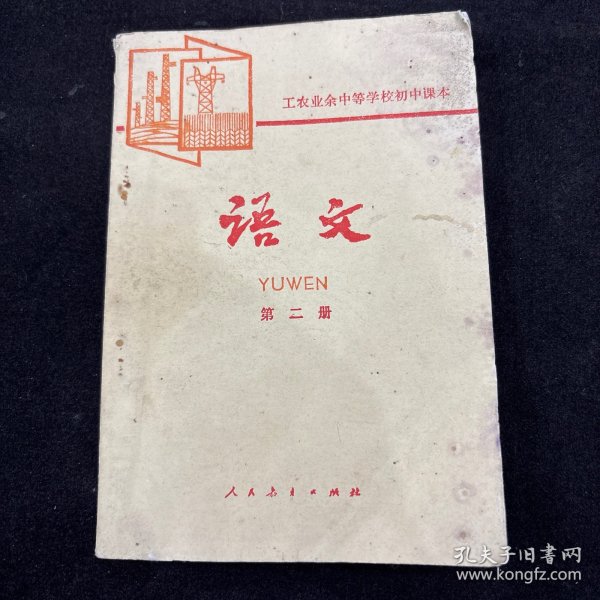 工农业余中等学校初中课本
语文
YUWEN
第二册
人民教育出版社
孔夫子旧書网
www.kongfz.com